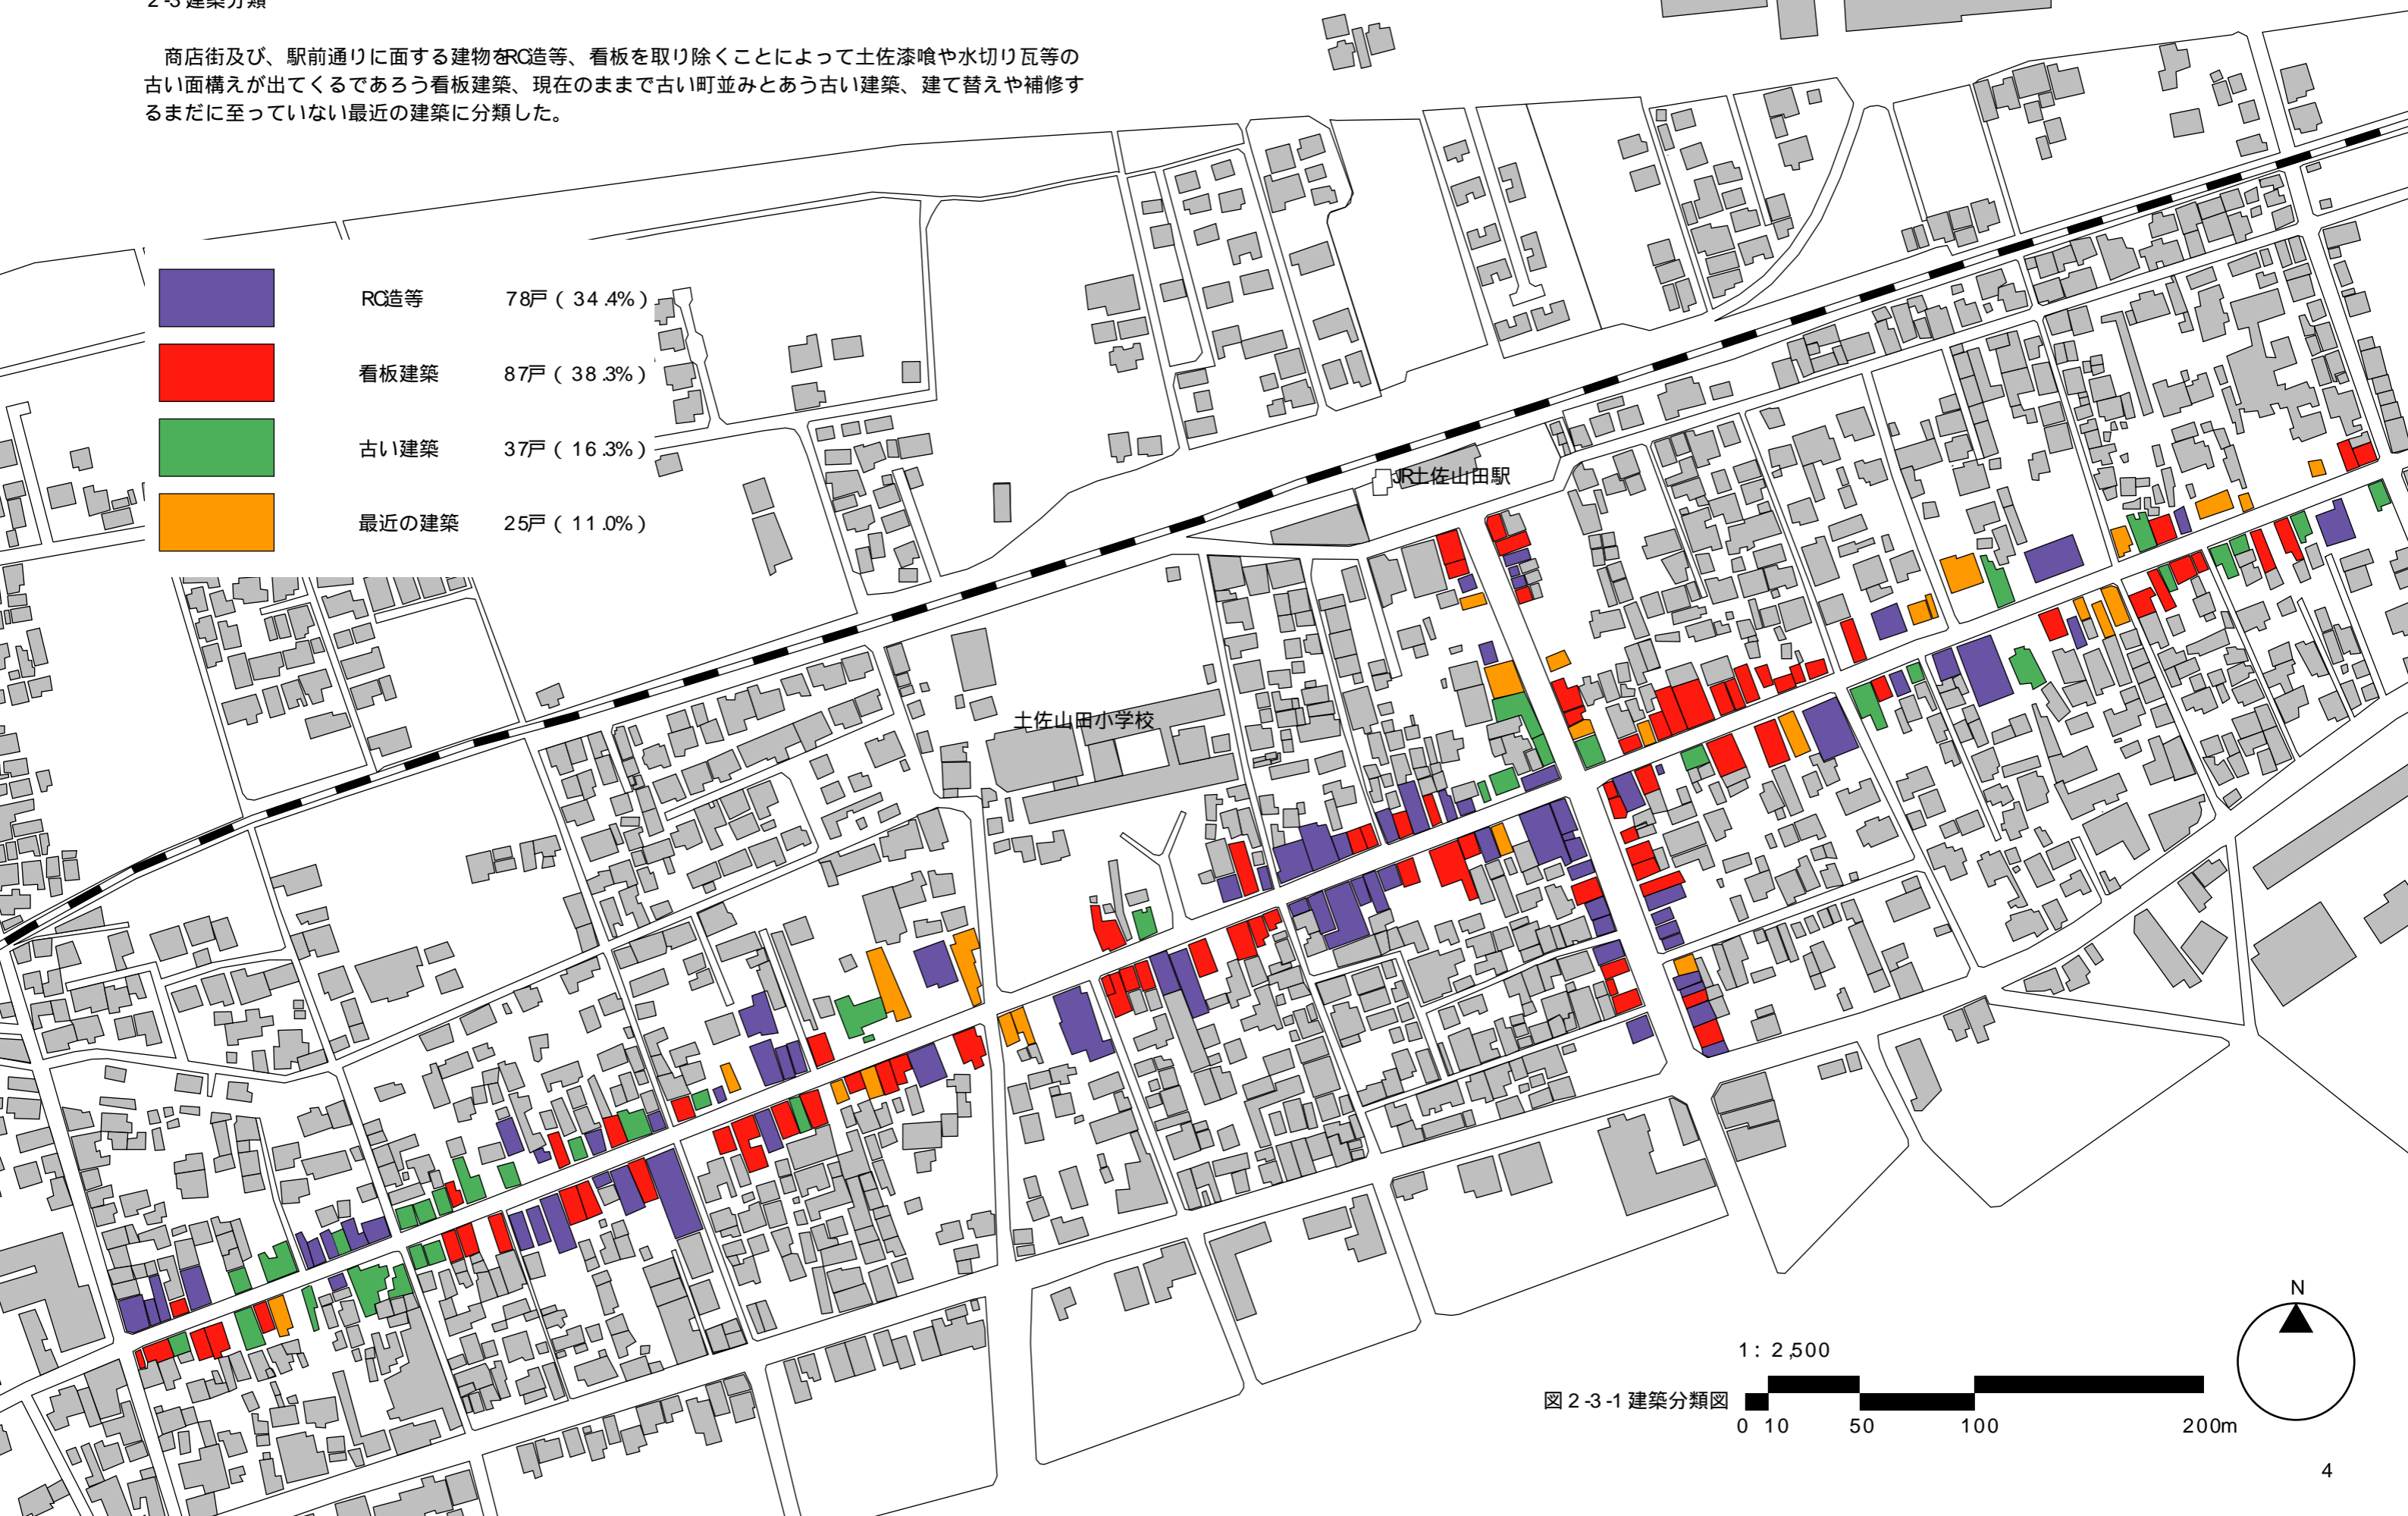 2-3 建築分類
商店街及び、駅前通りに面する建物をRC造等、看板を取り除くことによって土佐漆喰や水切り瓦等の
古い面構えが出てくるであろう看板建築、現在のままで古い町並みとあう古い建築、建て替えや補修す
るまだに至っていない最近の建築に分類した。
RC造等 78戸(34.4%)
看板建築 87戸(38.3%)
古い建築 37戸(16.3%)
最近の建築 25戸(11.0%)
JR土佐山田駅
土佐山田小学校
N
1:2,500
図2-3-1 建築分類図
0 10 50 100 200m
4